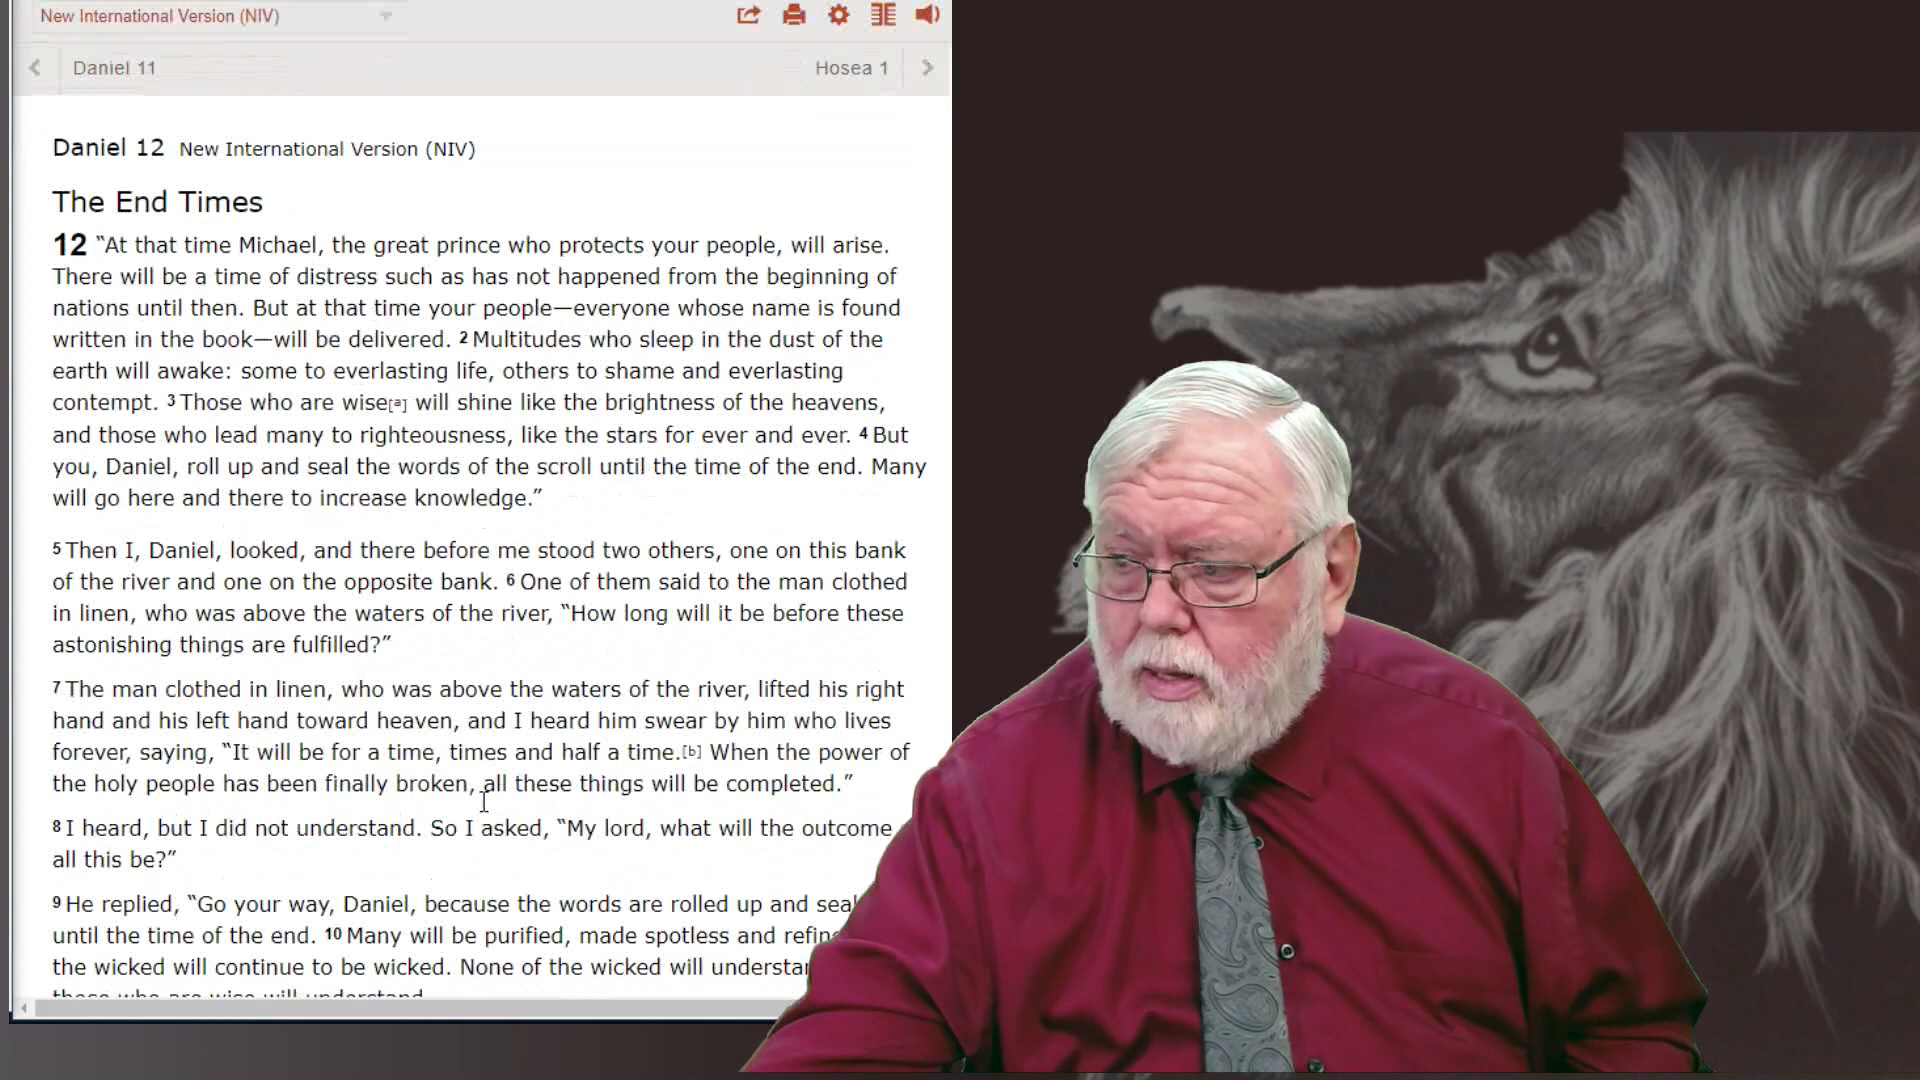 New International Version (NIV)
Daniel 11
Hosea 1
Daniel 12 New International Version (NIV)
The End Times
12 “At that time Michael, the great prince who protects your people, will arise.
There will be a time of distress such as has not happened from the beginning of
nations until then. But at that time your people—everyone whose name is found
written in the book—will be delivered. 2 Multitudes who sleep in the dust of the
earth will awake: some to everlasting life, others to shame and everlasting
contempt. 3 Those who are wise[a] will shine like the brightness of the heavens,
and those who lead many to righteousness, like the stars for ever and ever. 4 But
you, Daniel, roll up and seal the words of the scroll until the time of the end. Many
will go here and there to increase knowledge.”
5 Then I, Daniel, looked, and there before me stood two others, one on this bank
of the river and one on the opposite bank. 6 One of them said to the man clothed
in linen, who was above the waters of the river, “How long will it be before these
astonishing things are fulfilled?”
7 The man clothed in linen, who was above the waters of the river, lifted his right
hand and his left hand toward heaven, and I heard him swear by him who lives
forever, saying, “It will be for a time, times and half a time.[b] When the power of
the holy people has been finally broken, all these things will be completed.”
8 I heard, but I did not understand. So I asked, “My lord, what will the outcome
all this be?”
9 He replied, “Go your way, Daniel, because the words are rolled up and
until the time of the end. 10 Many will be purified, made spotless and
the wicked will continue to be wicked. None of the wicked will
those who are wise will understand.